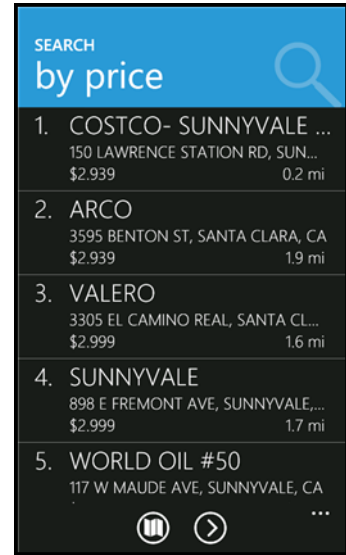 SEARCH
by price
1. COSTCO- SUNNYVALE ...
150 LAWRENCE STATION RD, SUN...
$2.939 0.2 mi
2. ARCO
3595 BENTON ST, SANTA CLARA, CA
$2.939 1.9 mi
3. VALERO
3305 EL CAMINO REAL, SANTA CL...
$2.999 1.6 mi
4. SUNNYVALE
898 E FREMONT AVE, SUNNYVALE,...
$2.999 1.7 mi
5. WORLD OIL #50
117 W MAUDE AVE, SUNNYVALE, CA
...